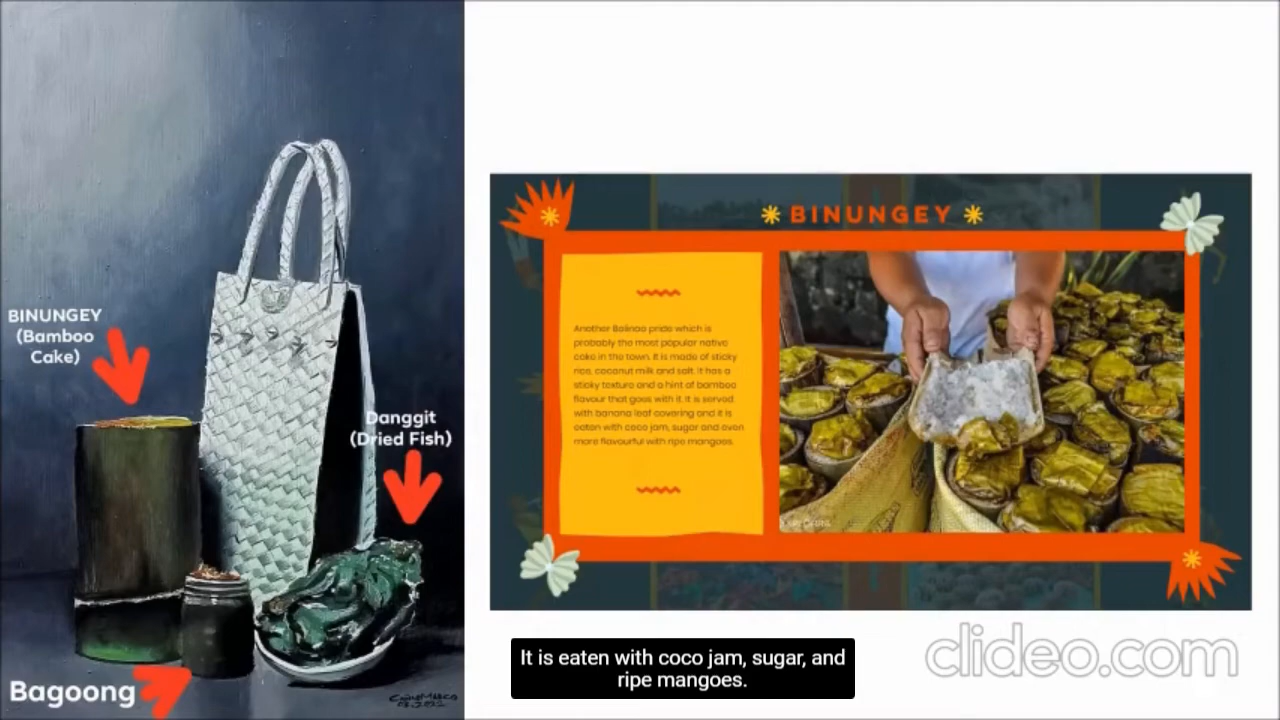 BINUNGEY
(Bamboo
Cake)
Danggit
(Dried Fish)
Bagoong
BINUNGEY
Another Bolinao pride which is
probably the most popular native
cake in the town. It is made of sticky
rice, coconut milk and salt. It has a
sticky texture and a hint of bamboo
flavour that goes with it. It is served
with banana leaf covering and it is
eaten with coco jam, sugar and even
more flavourful with ripe mangoes.
It is eaten with coco jam, sugar, and
ripe mangoes.
clideo.com